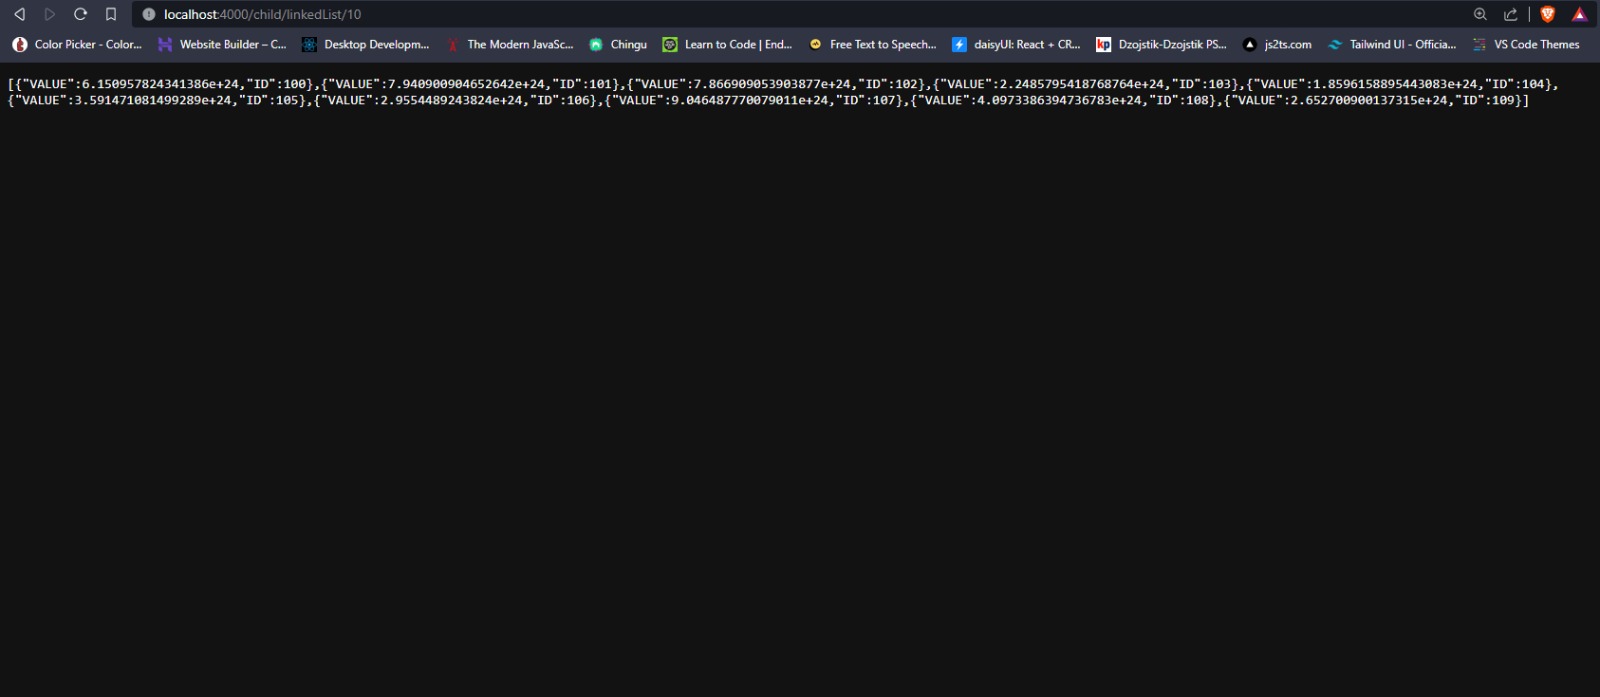 localhost:4000/child/linkedList/10
Color Picker - Color... Website Builder – C... Desktop Developm... The Modern JavaSc... Chingu Learn to Code | End... Free Text to Speech... daisyUI: React + CR... kp Dzojstik-Dzojstik PS... js2ts.com Tailwind UI - Officia... VS Code Themes
[{"VALUE":6.150957824341386e+24,"ID":100},{"VALUE":7.940900904652642e+24,"ID":101},{"VALUE":7.866909053903877e+24,"ID":102},{"VALUE":2.2485795418768764e+24,"ID":103},{"VALUE":1.8596158895443083e+24,"ID":104},
{"VALUE":3.591471081499289e+24,"ID":105},{"VALUE":2.9554489243824e+24,"ID":106},{"VALUE":9.046487770079011e+24,"ID":107},{"VALUE":4.0973386394736783e+24,"ID":108},{"VALUE":2.652700900137315e+24,"ID":109}]